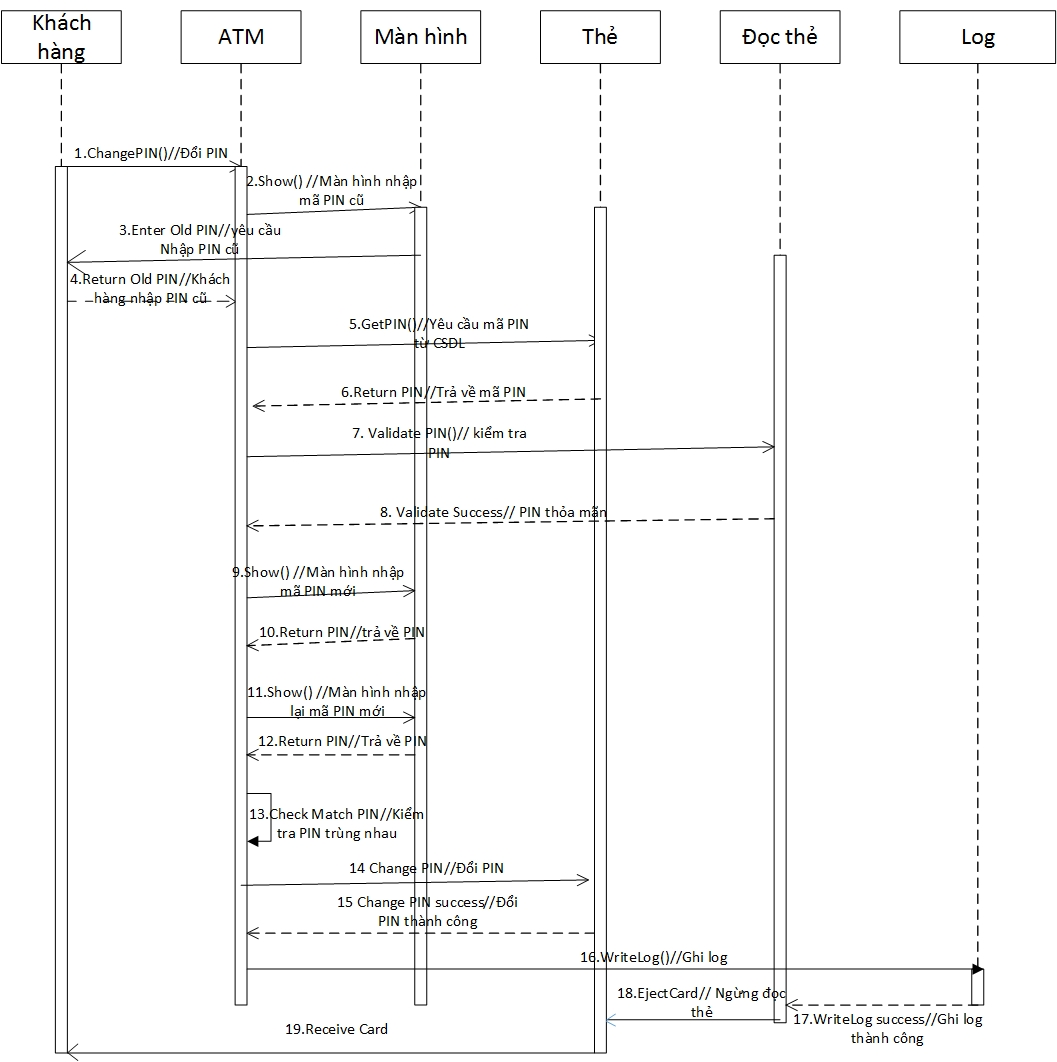 Khách
hàng
ATM
Màn hình
Thẻ
Đọc thẻ
Log
1.ChangePIN()//Đổi PIN
2.Show() //Màn hình nhập
mã PIN cũ
3.Enter Old PIN//yêu cầu
Nhập PIN cũ
4.Return Old PIN//Khách
hàng nhập PIN cũ
5.GetPIN()//Yêu cầu mã PIN
từ CSDL
6.Return PIN//Trả về mã PIN
7. Validate PIN()// kiểm tra
PIN
8. Validate Success// PIN thỏa mãn
9.Show() //Màn hình nhập
mã PIN mới
10.Return PIN//trả về PIN
11.Show() //Màn hình nhập
lại mã PIN mới
12.Return PIN//Trả về PIN
13.Check Match PIN//Kiểm
tra PIN trùng nhau
14 Change PIN//Đổi PIN
15 Change PIN success//Đổi
PIN thành công
16.WriteLog()//Ghi log
18.EjectCard// Ngừng đọc
thẻ
17.WriteLog success//Ghi log
thành công
19.Receive Card